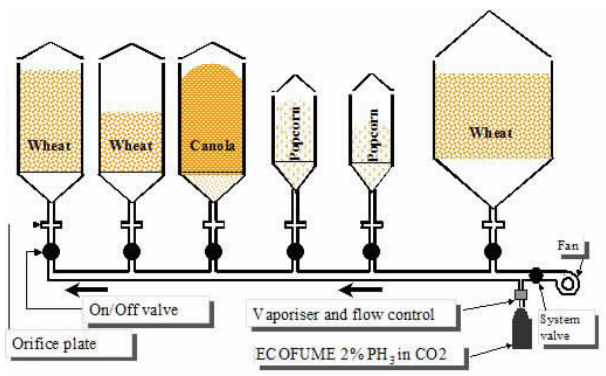 Wheat
Wheat
Canola
Popcorn
Popcorn
Wheat
Fan
On/Off valve
Vaporiser and flow control
System
valve
Orifice plate
ECOFUME 2% PH3 in CO2